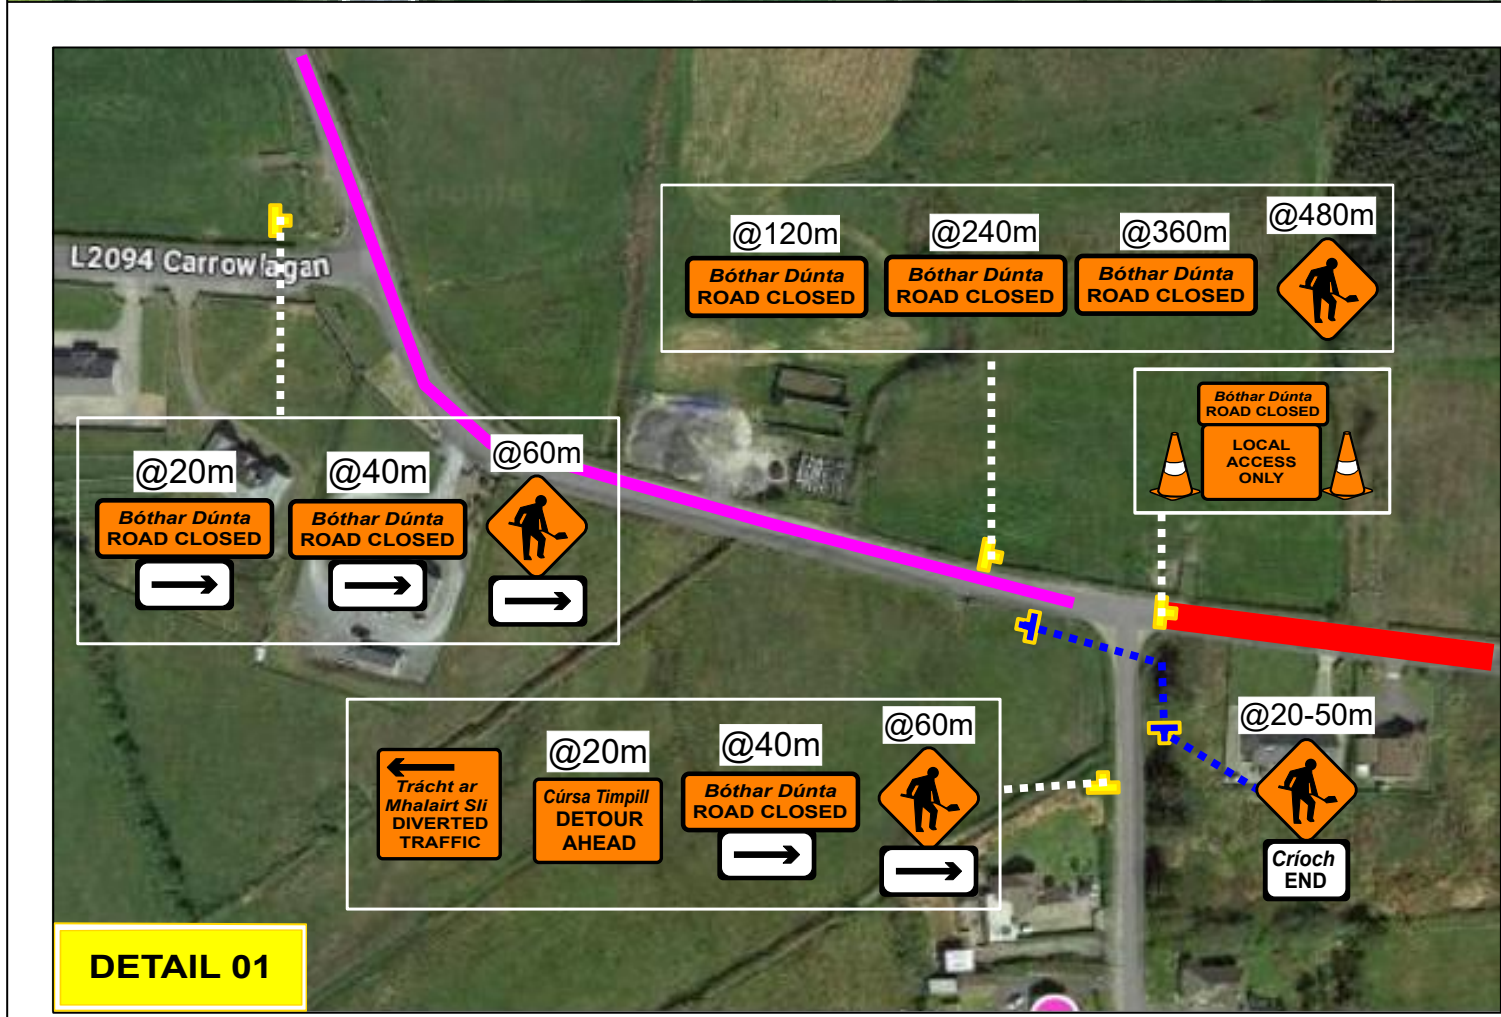 @120m
@240m
@360m
@480m
Bóthar Dúnta
ROAD CLOSED
Bóthar Dúnta
ROAD CLOSED
Bóthar Dúnta
ROAD CLOSED
L2094 Carrowlagan
Bóthar Dúnta
ROAD CLOSED
LOCAL
ACCESS
ONLY
@20m
@40m
@60m
Bóthar Dúnta
ROAD CLOSED
Bóthar Dúnta
ROAD CLOSED
Trácht ar
Mhalairt Sli
DIVERTED
TRAFFIC
@20m
Cúrsa Timpill
DETOUR
AHEAD
@40m
Bóthar Dúnta
ROAD CLOSED
@60m
@20-50m
Críoch
END
DETAIL 01